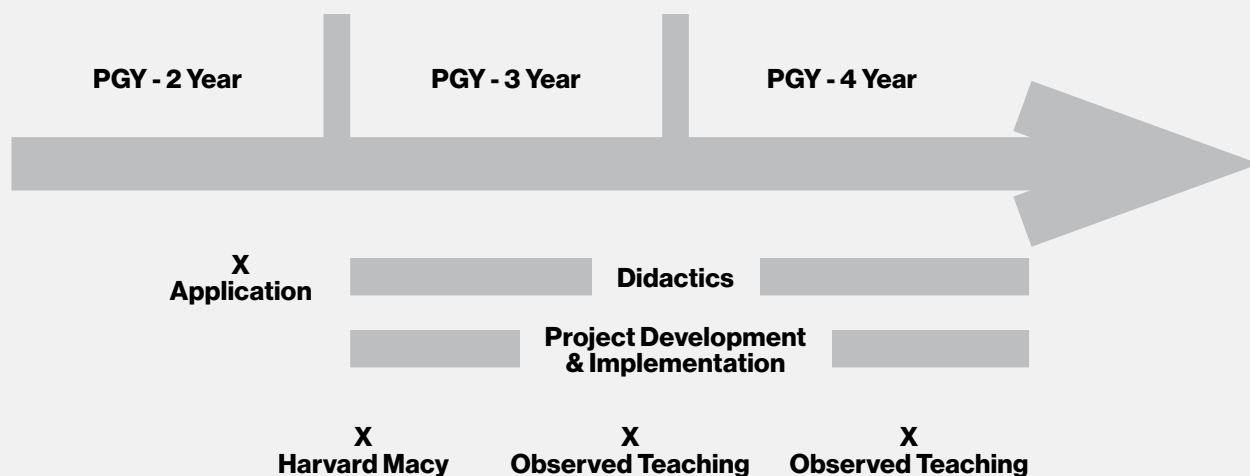 PGY - 2 Year
PGY - 3 Year
PGY - 4 Year
X
Application
Didactics
Project Development
& Implementation
X
Harvard Macy
X
Observed Teaching
X
Observed Teaching